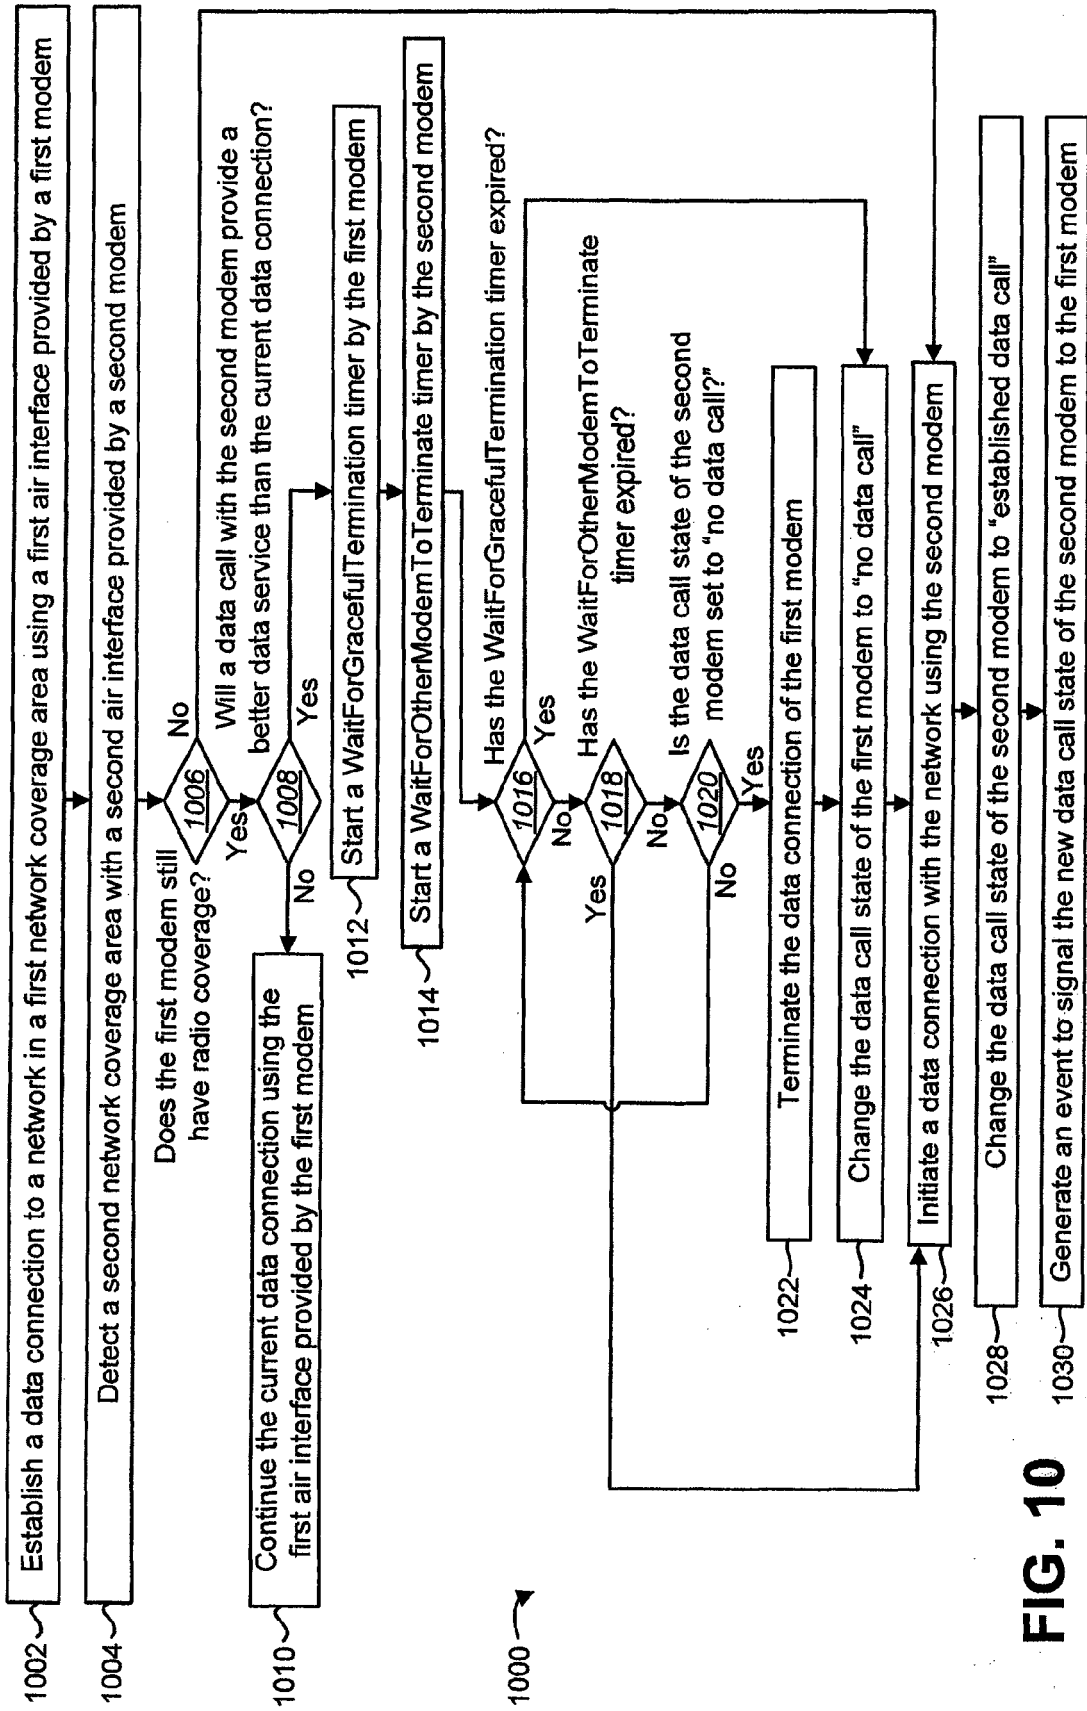 1002
Establish a data connection to a network in a first network coverage area using a first air interface provided by a first modem
1004
Detect a second network coverage area with a second air interface provided by a second modem
Does the first modem still
have radio coverage?
1006
No
Yes
Will a data call with the second modem provide a
better data service than the current data connection?
1008
No
Yes
1010
Continue the current data connection using the
first air interface provided by the first modem
1012
Start a WaitForGracefulTermination timer by the first modem
1014
Start a WaitForOtherModemToTerminate timer by the second modem
1000
Has the WaitForGracefulTermination timer expired?
1016
Yes
No
Has the WaitForOtherModemToTerminate
timer expired?
1018
Yes
No
Is the data call state of the second
modem set to “no data call?”
1020
No
Yes
1022
Terminate the data connection of the first modem
1024
Change the data call state of the first modem to “no data call”
1026
Initiate a data connection with the network using the second modem
1028
Change the data call state of the second modem to “established data call”
1030
Generate an event to signal the new data call state of the second modem to the first modem
FIG. 10